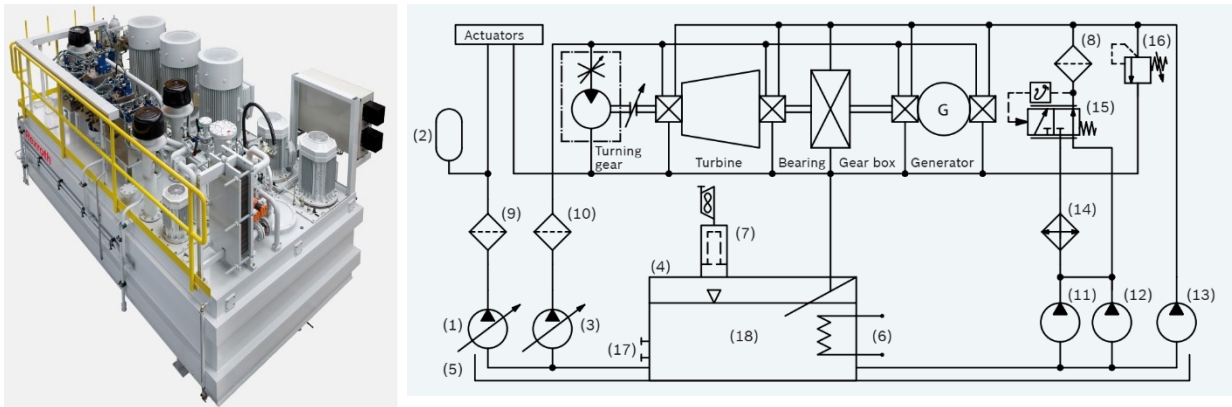 Actuators
(8)
(16)
(2)
G
(15)
Turning
gear
Turbine
Bearing
Gear box
Generator
(9)
(10)
(7)
(14)
(4)
(1)
(3)
(18)
(6)
(11)
(12)
(13)
(17)
(5)